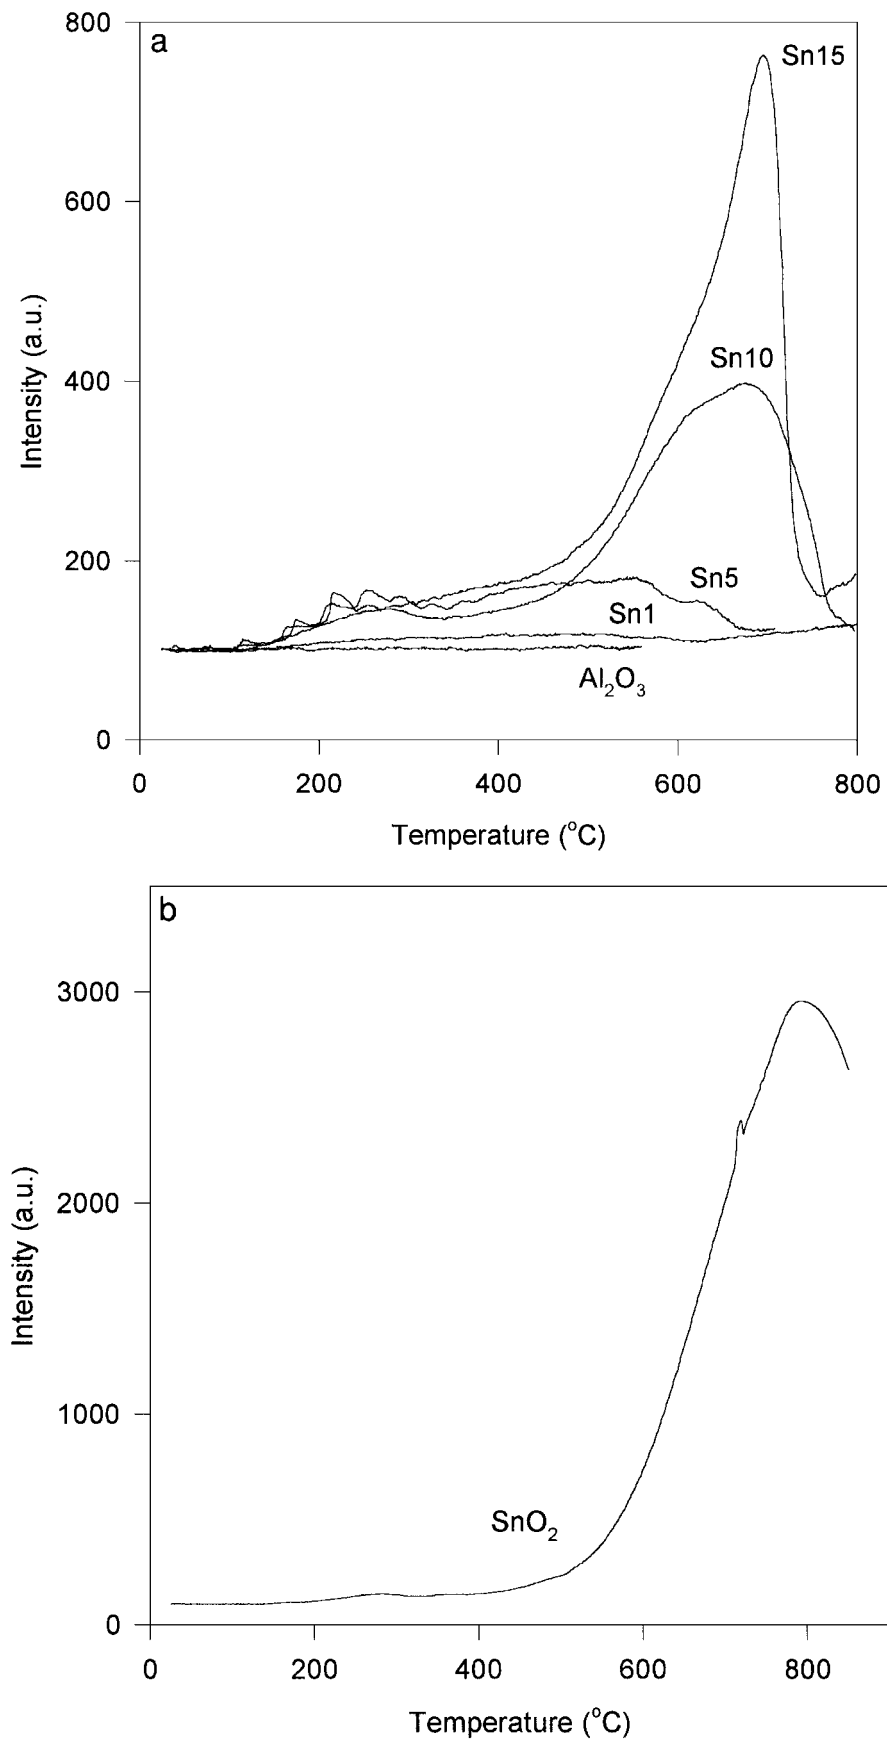 a
800
600
400
200
0
Intensity (a.u.)
Sn15
Sn10
Sn5
Sn1
Al₂O₃
0 200 400 600 800
Temperature (°C)
b
3000
2000
1000
0
Intensity (a.u.)
SnO₂
0 200 400 600 800
Temperature (°C)